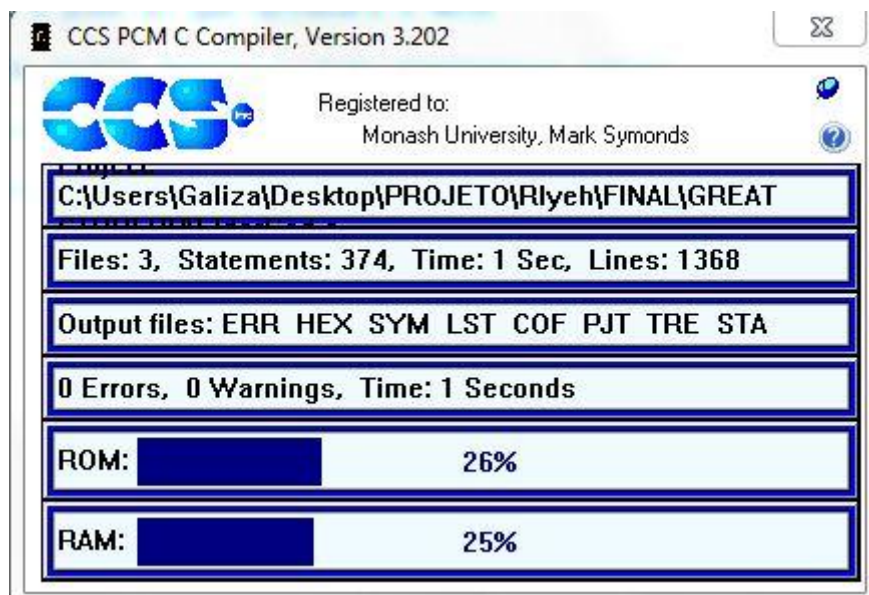 CCS PCM C Compiler, Version 3.202
CCS
Registered to:
Monash University, Mark Symonds
C:\Users\Galiza\Desktop\PROJETO\Rlyeh\FINAL\GREAT
Files: 3, Statements: 374, Time: 1 Sec, Lines: 1368
Output files: ERR HEX SYM LST COF PJT TRE STA
0 Errors, 0 Warnings, Time: 1 Seconds
ROM: 26%
RAM: 25%